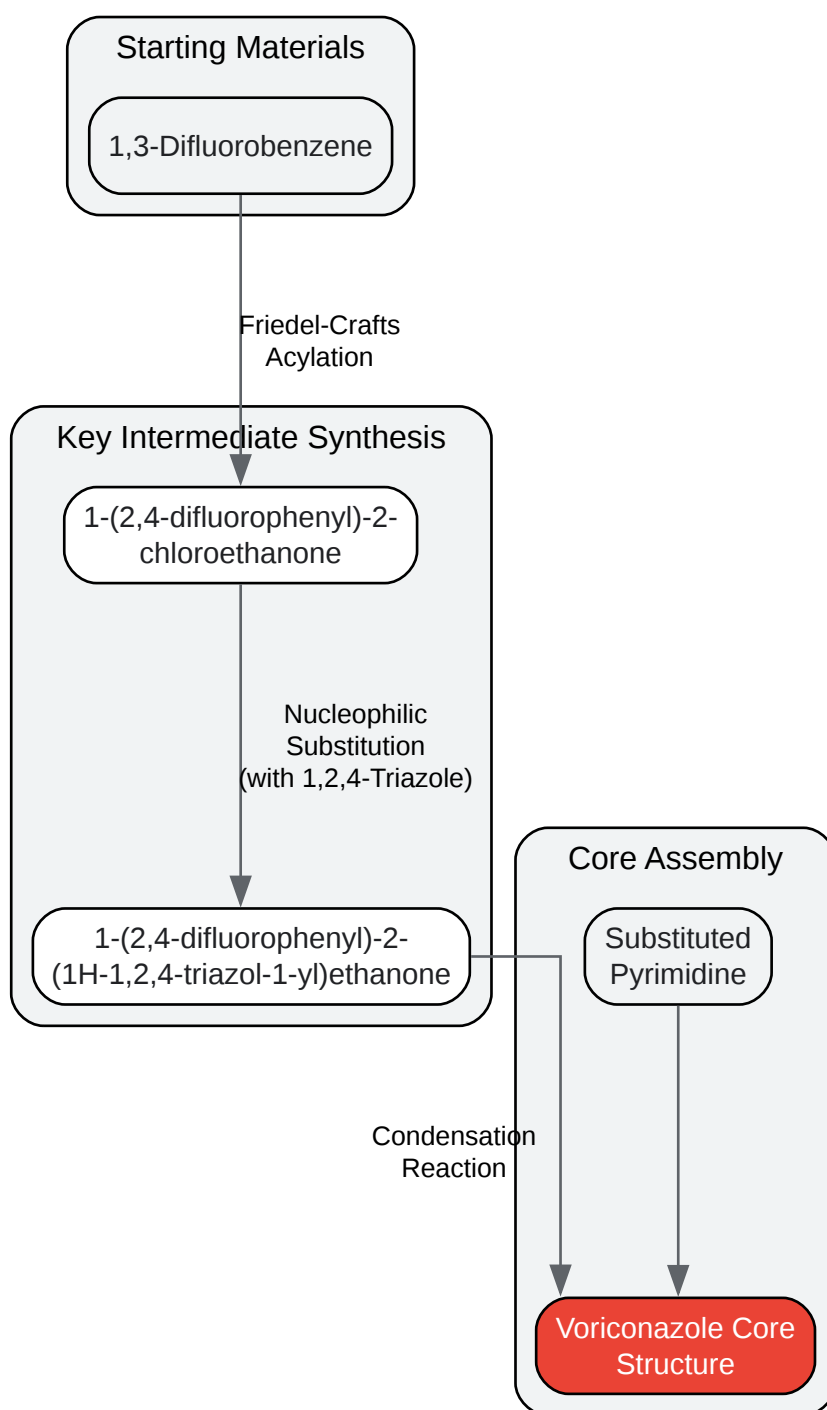 Starting Materials
1,3-Difluorobenzene
Friedel-Crafts
Acylation
Key Intermediate Synthesis
1-(2,4-difluorophenyl)-2-
chloroethanone
Nucleophilic
Substitution
(with 1,2,4-Triazole)
1-(2,4-difluorophenyl)-2-
(1H-1,2,4-triazol-1-yl)ethanone
Core Assembly
Substituted
Pyrimidine
Condensation
Reaction
Voriconazole Core
Structure